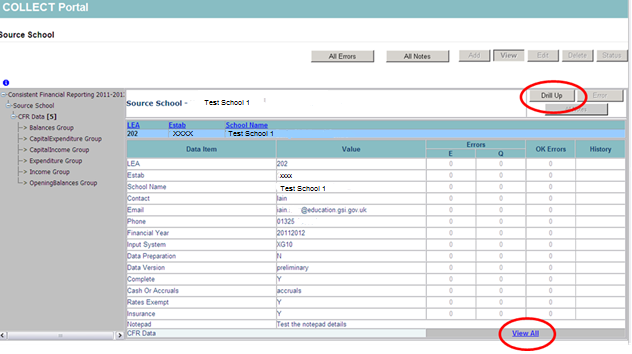 COLLECT Portal
Source School
All Errors All Notes Add View Edit Delete Status
Consistent Financial Reporting 2011-201
Source School
CFR Data [5]
--> Balances Group
--> CapitalExpenditure Group
--> CapitalIncome Group
--> Expenditure Group
--> Income Group
--> OpeningBalances Group
Source School - Test School 1
Drill Up Error
LEA Estab School Name
202 XXXX Test School 1
Data Item Value Errors OK Errors History
E Q
LEA 202 0 0 0
Estab xxxx 0 0 0
School Name Test School 1 0 0 0
Contact Iain 0 0 0
Email iain. @education.gsi.gov.uk 0 0 0
Phone 01325 0 0 0
Financial Year 20112012 0 0 0
Input System XG10 0 0 0
Data Preparation N 0 0 0
Data Version preliminary 0 0 0
Complete Y 0 0 0
Cash Or Accruals accruals 0 0 0
Rates Exempt Y 0 0 0
Insurance Y 0 0 0
Notepad Test the notepad details
CFR Data View All